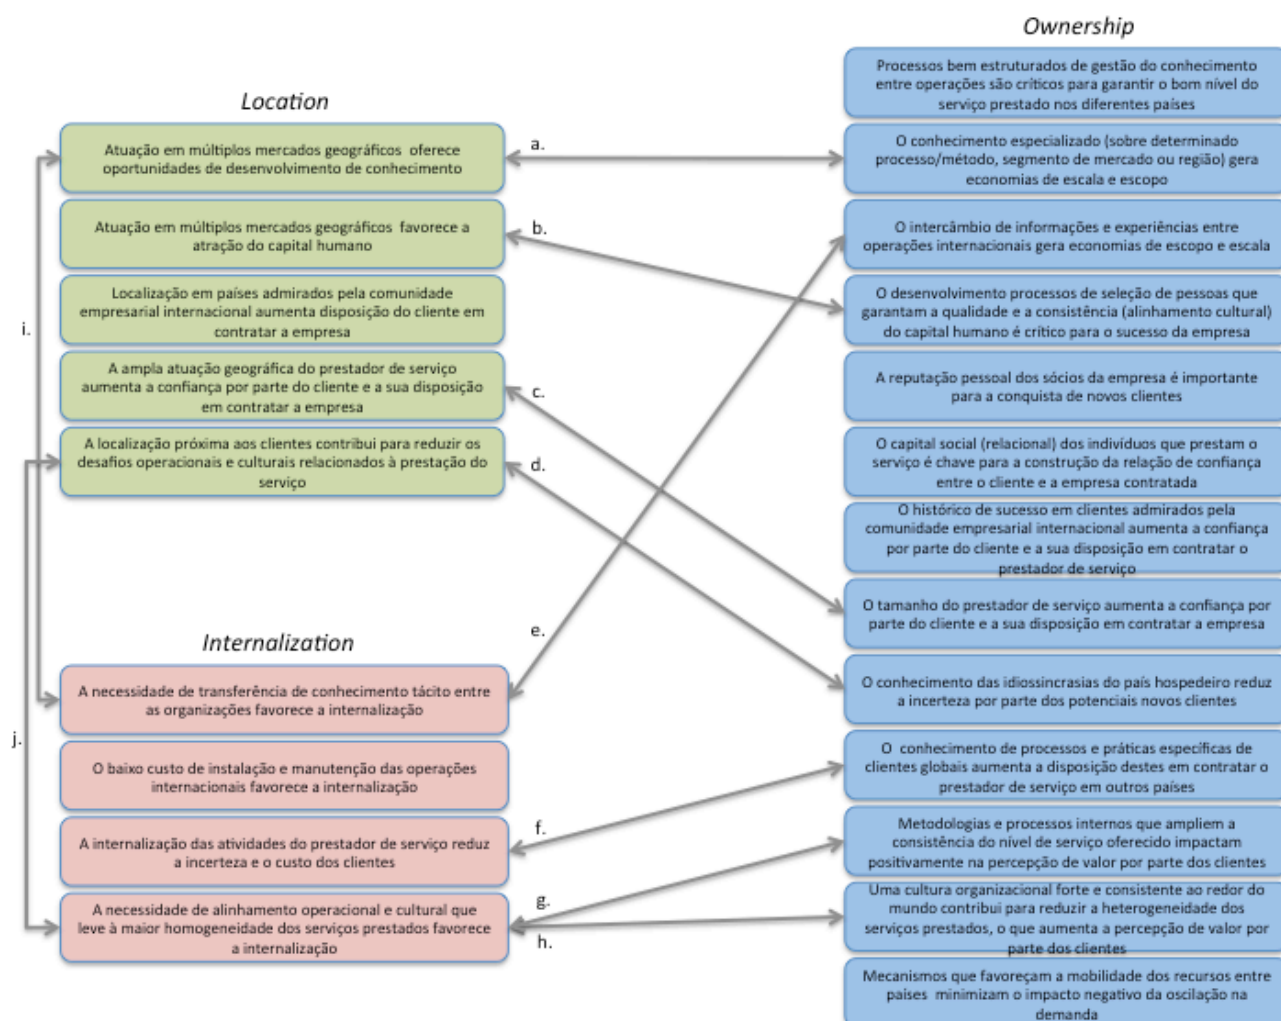 Ownership
Processos bem estruturados de gestão do conhecimento
entre operações são críticos para garantir o bom nível do
serviço prestado nos diferentes países
Location
Atuação em múltiplos mercados geográficos oferece
oportunidades de desenvolvimento de conhecimento
a.
O conhecimento especializado (sobre determinado
processo/método, segmento de mercado ou região) gera
economias de escala e escopo
Atuação em múltiplos mercados geográficos favorece a
atração do capital humano
b.
O intercâmbio de informações e experiências entre
operações internacionais gera economias de escopo e escala
Localização em países admirados pela comunidade
empresarial internacional aumenta disposição do cliente em
contratar a empresa
i.
O desenvolvimento processos de seleção de pessoas que
garantam a qualidade e a consistência (alinhamento cultural)
do capital humano é crítico para o sucesso da empresa
A ampla atuação geográfica do prestador de serviço
aumenta a confiança por parte do cliente e a sua disposição
em contratar a empresa
c.
A reputação pessoal dos sócios da empresa é importante
para a conquista de novos clientes
A localização próxima aos clientes contribui para reduzir os
desafios operacionais e culturais relacionados à prestação do
serviço
d.
O capital social (relacional) dos indivíduos que prestam o
serviço é chave para a construção da relação de confiança
entre o cliente e a empresa contratada
O histórico de sucesso em clientes admirados pela
comunidade empresarial internacional aumenta a confiança
por parte do cliente e a sua disposição em contratar o
prestador de serviço
O tamanho do prestador de serviço aumenta a confiança por
parte do cliente e a sua disposição em contratar a empresa
e.
Internalization
A necessidade de transferência de conhecimento tácito entre
as organizações favorece a internalização
O conhecimento das idiossincrasias do país hospedeiro reduz
a incerteza por parte dos potenciais novos clientes
j.
O baixo custo de instalação e manutenção das operações
internacionais favorece a internalização
O conhecimento de processos e práticas específicas de
clientes globais aumenta a disposição destes em contratar o
prestador de serviço em outros países
A internalização das atividades do prestador de serviço reduz
a incerteza e o custo dos clientes
f.
Metodologias e processos internos que ampliem a
consistência do nível de serviço oferecido impactam
positivamente na percepção de valor por parte dos clientes
A necessidade de alinhamento operacional e cultural que
leve à maior homogeneidade dos serviços prestados favorece
a internalização
g.
h.
Uma cultura organizacional forte e consistente ao redor do
mundo contribui para reduzir a heterogeneidade dos
serviços prestados, o que aumenta a percepção de valor por
parte dos clientes
Mecanismos que favoreçam a mobilidade dos recursos entre
países minimizam o impacto negativo da oscilação na
demanda